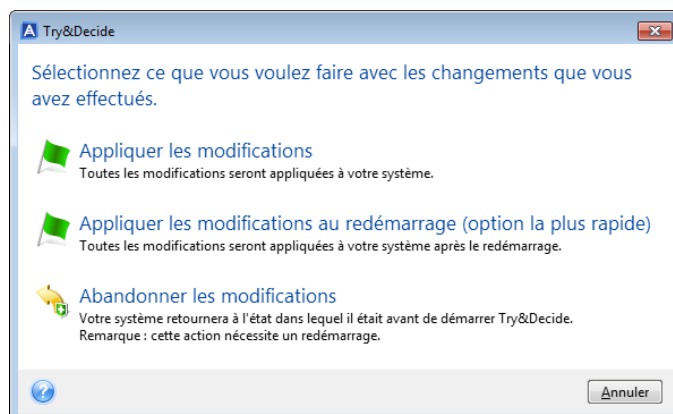 Try&Decide
Sélectionnez ce que vous voulez faire avec les changements que vous
avez effectués.
Appliquer les modifications
Toutes les modifications seront appliquées à votre système.
Appliquer les modifications au redémarrage (option la plus rapide)
Toutes les modifications seront appliquées à votre système après le redémarrage.
Abandonner les modifications
Votre système retournera à l'état dans lequel il était avant de démarrer Try&Decide.
Remarque : cette action nécessite un redémarrage.
Annuler